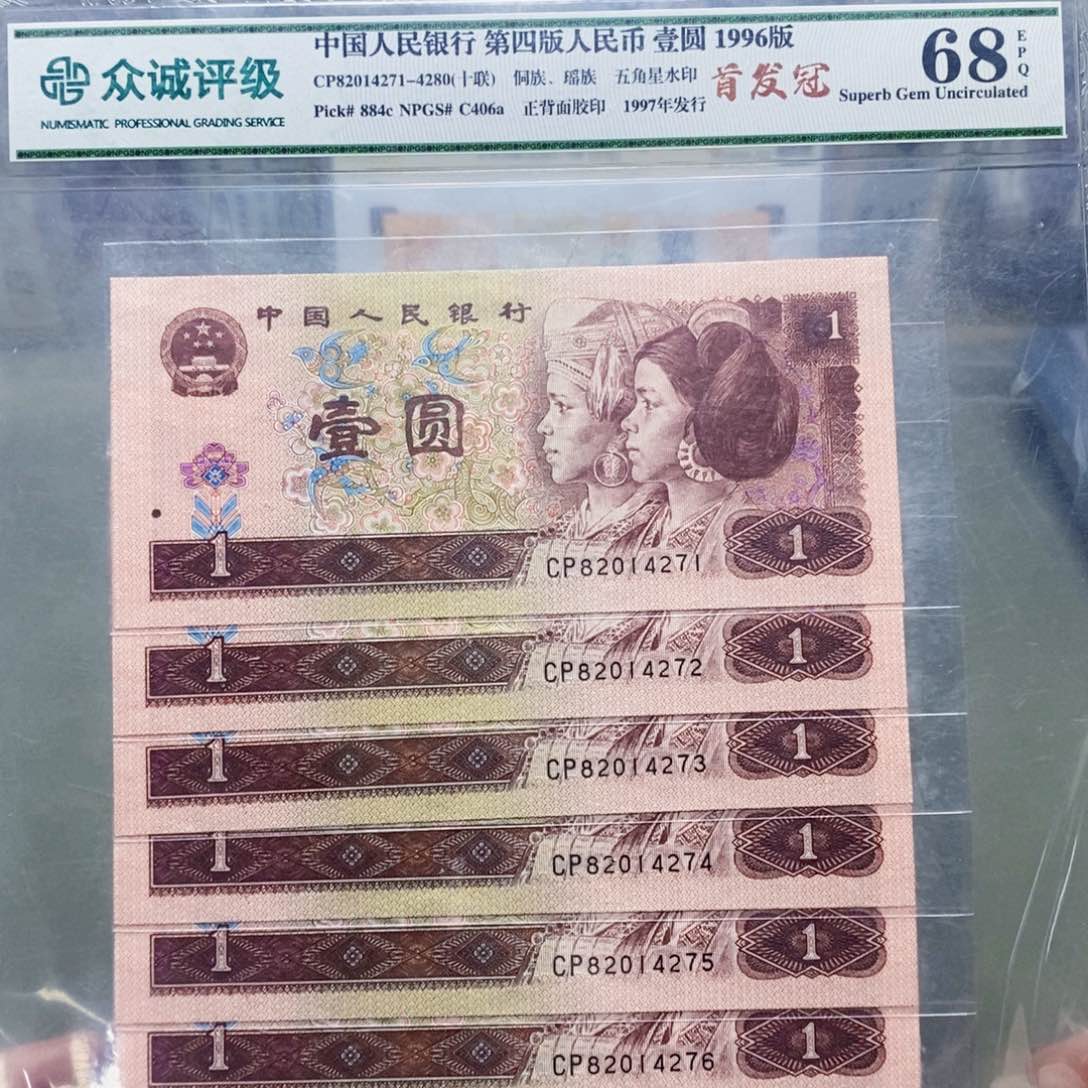 中国人民银行 第四版人民币 壹圆 1996版
众诚评级
NUMISMATIC PROFESSIONAL GRADING SERVICE
CP82014271-4280(十联) 侗族、瑶族 五角星水印
Pick# 884c NPGS# C406a 正背面胶印 1997年发行
首发冠
68
EPQ
Superb Gem Uncirculated
中国人民银行
1
壹圆
1 CP82014271 1
1 CP82014272 1
1 CP82014273 1
1 CP82014274 1
1 CP82014275 1
1 CP82014276 1